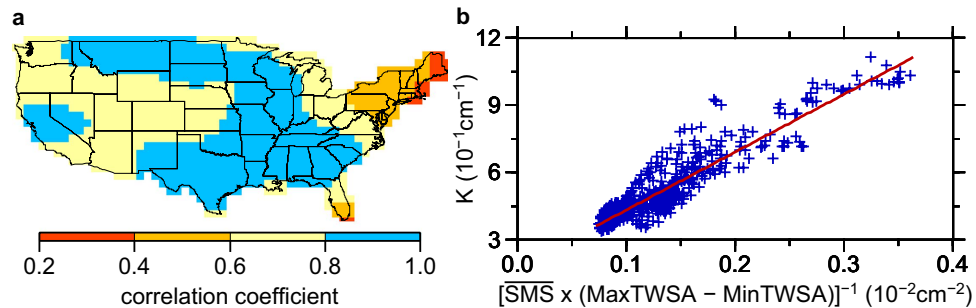 a
0.2 0.4 0.6 0.8 1.0
correlation coefficient
b
12
9
6
3
K (10⁻¹cm⁻¹)
0.0 0.1 0.2 0.3 0.4
[S̅M̅S̅ x (MaxTWSA − MinTWSA)]⁻¹ (10⁻²cm⁻²)